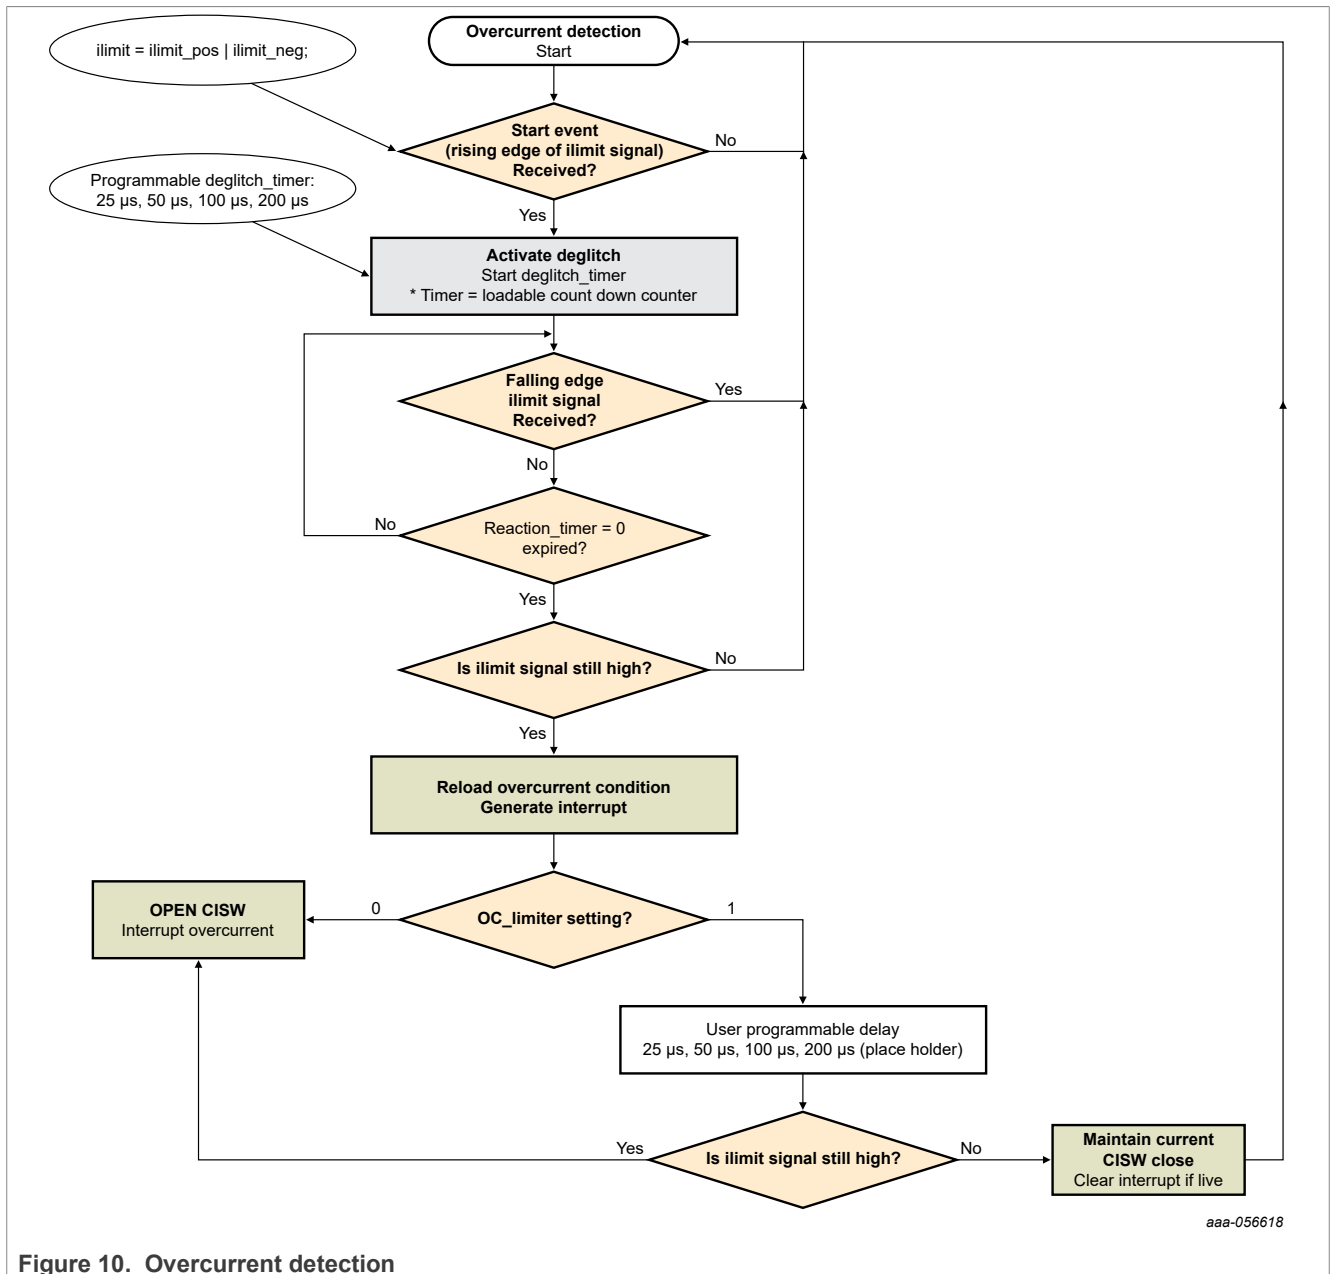 Overcurrent detection
Start
ilimit = ilimit_pos | ilimit_neg;
Start event
(rising edge of ilimit signal)
Received?
No
Yes
Programmable deglitch_timer:
25 µs, 50 µs, 100 µs, 200 µs
Activate deglitch
Start deglitch_timer
* Timer = loadable count down counter
Falling edge
ilimit signal
Received?
Yes
No
Reaction_timer = 0
expired?
No
Yes
Is ilimit signal still high?
No
Yes
Reload overcurrent condition
Generate interrupt
OC_limiter setting?
0
1
OPEN CISW
Interrupt overcurrent
User programmable delay
25 µs, 50 µs, 100 µs, 200 µs (place holder)
Is ilimit signal still high?
Yes
No
Maintain current
CISW close
Clear interrupt if live
aaa-056618
Figure 10. Overcurrent detection